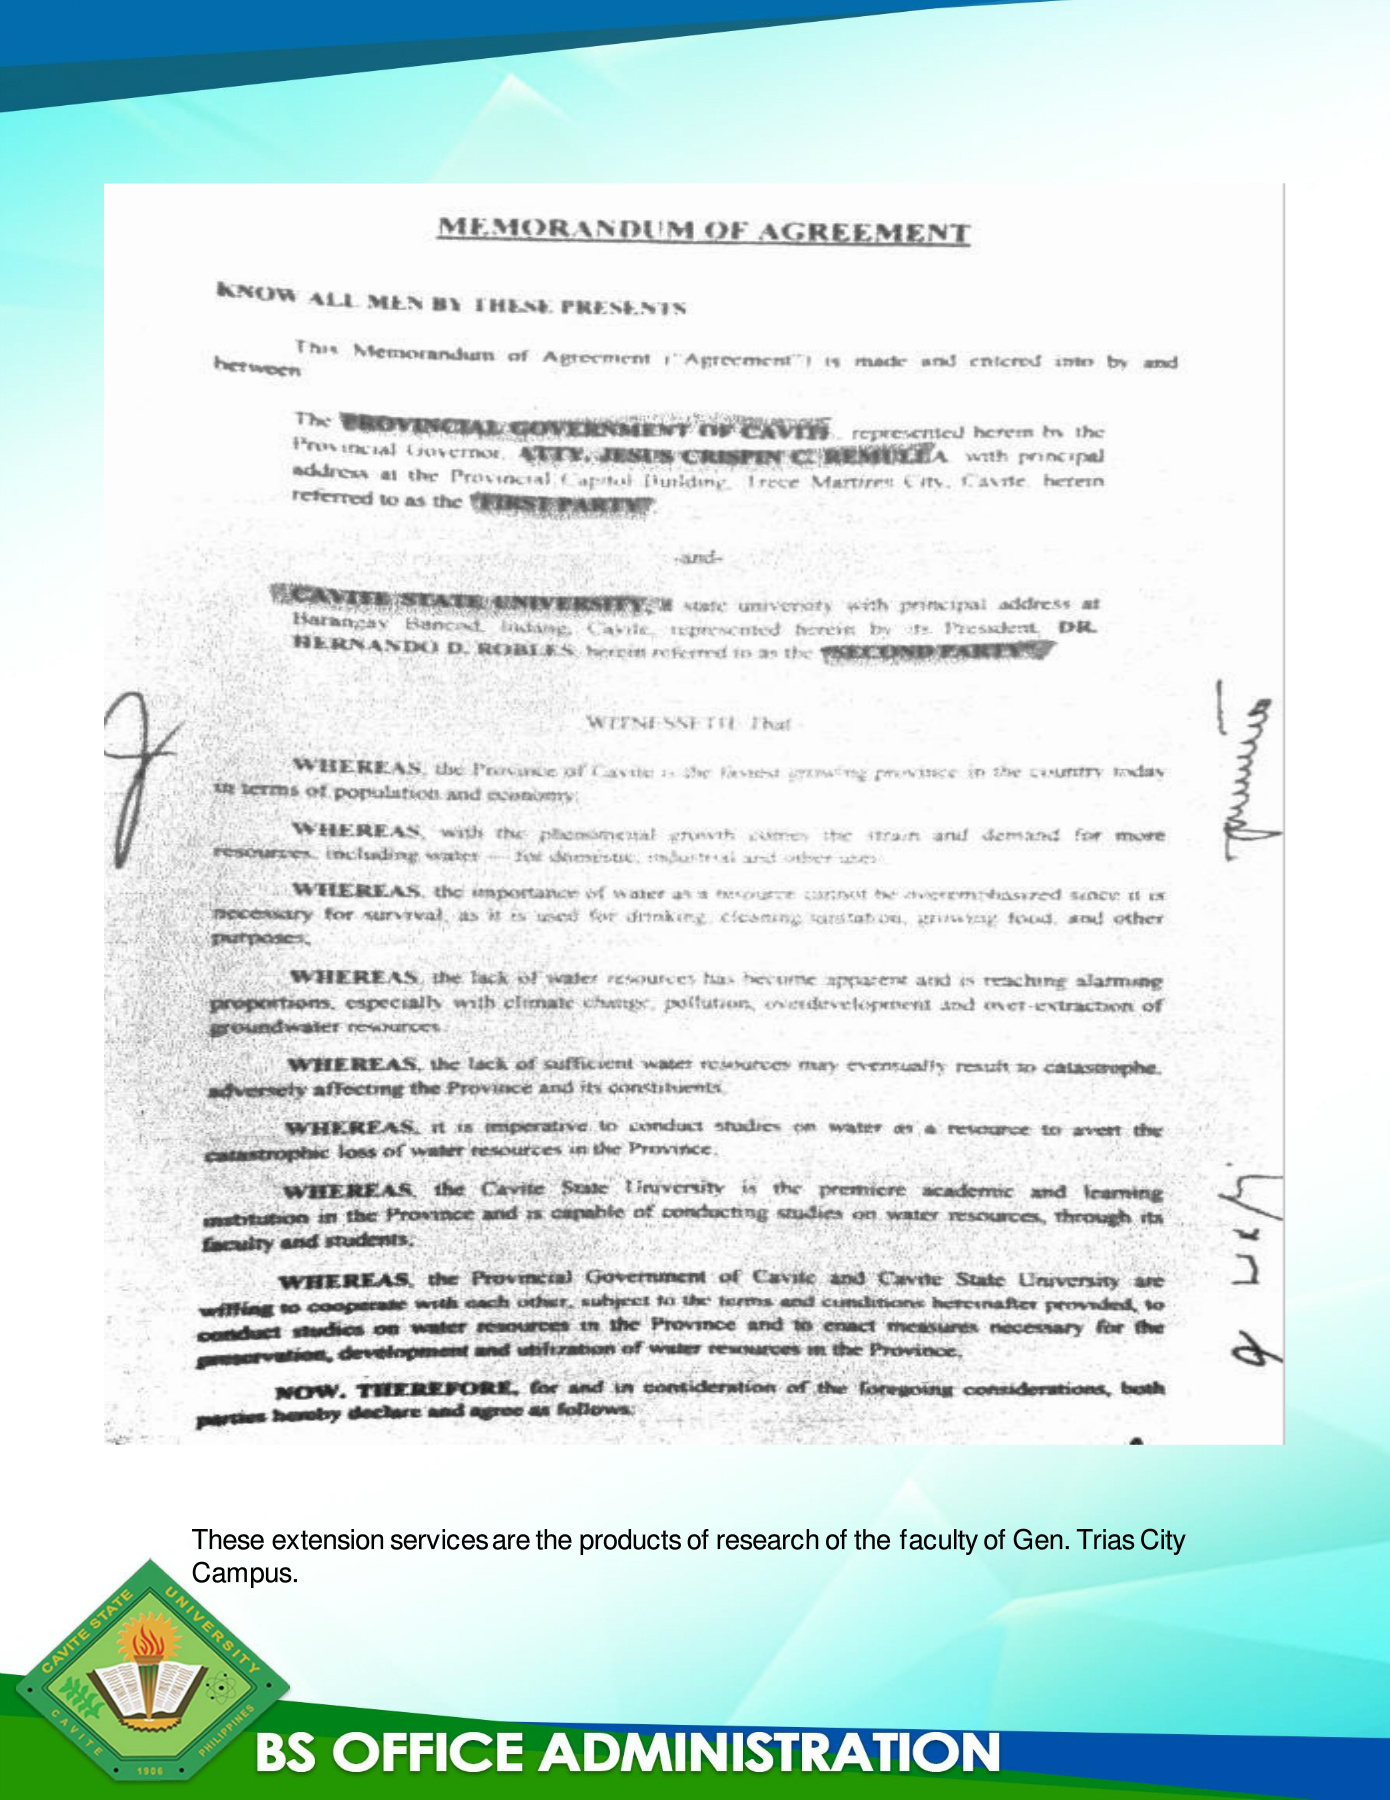 MEMORANDUM OF AGREEMENT
KNOW ALL MEN BY THESE PRESENTS
This Memorandum of Agreement ("Agreement") is made and entered into by and
between
The PROVINCIAL GOVERNMENT OF CAVITE, represented herein by the
Provincial Governor, ATTY. JESUS CRISPIN C. REMULLA with principal
address at the Provincial Capitol Building, Trece Martires City, Cavite, herein
referred to as the "FIRST PARTY"
-and-
CAVITE STATE UNIVERSITY, a state university with principal address at
Barangay Bancod, Indang, Cavite, represented herein by its President, DR.
HERNANDO D. ROBLES, herein referred to as the "SECOND PARTY"
WITNESSETH That
WHEREAS, the Province of Cavite is the fastest growing province in the country today
in terms of population and economy;
WHEREAS, with the phenomenal growth comes the strain and demand for more
resources, including water — for domestic, industrial and other uses
WHEREAS, the importance of water as a resource cannot be overemphasized since it is
necessary for survival, as it is used for drinking, cleaning sanitation, growing food, and other
purposes;
WHEREAS, the lack of water resources has become apparent and is reaching alarming
proportions, especially with climate change, pollution, overdevelopment and over-extraction of
groundwater resources
WHEREAS, the lack of sufficient water resources may eventually result to catastrophe,
adversely affecting the Province and its constituents.
WHEREAS, it is imperative to conduct studies on water as a resource to avert the
catastrophic loss of water resources in the Province.
WHEREAS, the Cavite State University is the premiere academic and learning
institution in the Province and is capable of conducting studies on water resources, through its
faculty and students.
WHEREAS, the Provincial Government of Cavite and Cavite State University are
willing to cooperate with each other, subject to the terms and conditions hereinafter provided, to
conduct studies on water resources in the Province and to enact measures necessary for the
preservation, development and utilization of water resources in the Province.
NOW, THEREFORE, for and in consideration of the foregoing considerations, both
parties hereby declare and agree as follows:
These extension services are the products of research of the faculty of Gen. Trias City
Campus.
CAVITE STATE UNIVERSITY
CAVITE PHILIPPINES
1906
BS OFFICE ADMINISTRATION